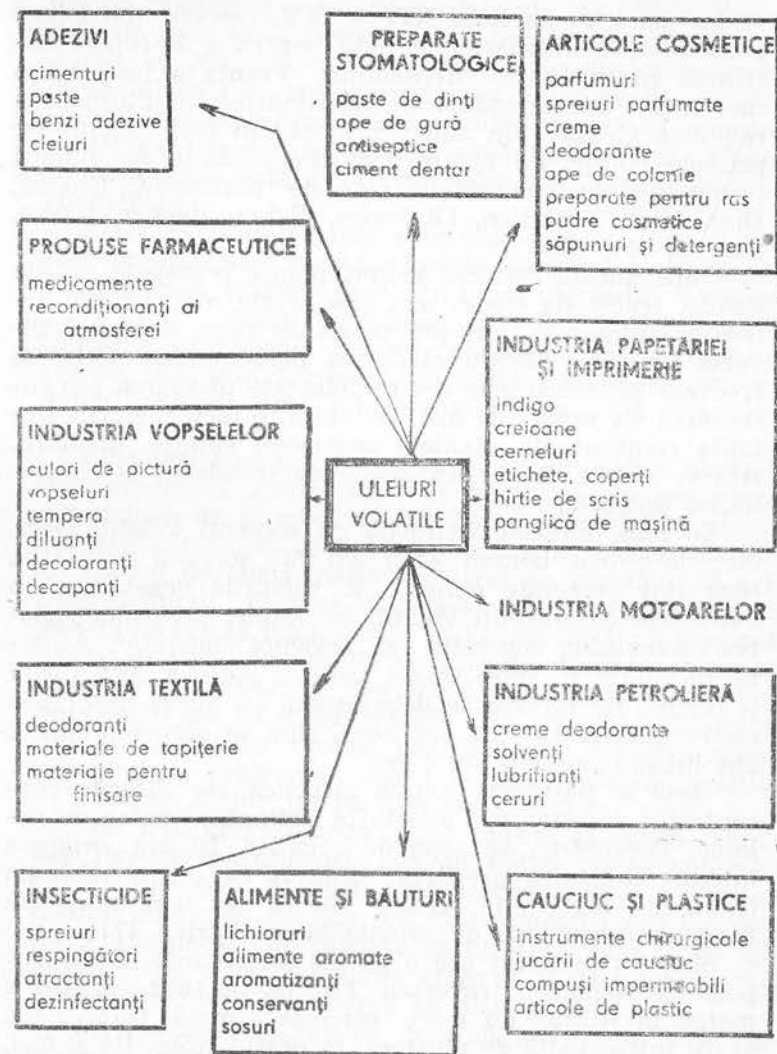 ADEZIVI
cimenturi
paste
benzi adezive
cleiuri
PREPARATE
STOMATOLOGICE
paste de dinți
ape de gură
antiseptice
ciment dentar
ARTICOLE COSMETICE
parfumuri
spreiuri parfumate
creme
deodorante
ape de colonie
preparate pentru ras
pudre cosmetice
săpunuri și detergenți
PRODUSE FARMACEUTICE
medicamente
recondiționanți ai
atmosferei
INDUSTRIA PAPETĂRIEI
ȘI IMPRIMERIE
indigo
creioane
cerneluri
etichete, coperți
hîrtie de scris
panglică de mașină
INDUSTRIA VOPSELELOR
culori de pictură
vopseluri
tempera
diluanți
decoloranți
decapanți
ULEIURI
VOLATILE
INDUSTRIA MOTOARELOR
INDUSTRIA TEXTILĂ
deodoranți
materiale de tapițerie
materiale pentru
finisare
INDUSTRIA PETROLIERĂ
creme deodorante
solvenți
lubrifianți
ceruri
INSECTICIDE
spreiuri
respingători
atractanți
dezinfectanți
ALIMENTE ȘI BĂUTURI
lichioruri
alimente aromate
aromatizanți
conservanți
sosuri
CAUCIUC ȘI PLASTICE
instrumente chirurgicale
jucării de cauciuc
compuși impermeabili
articole de plastic